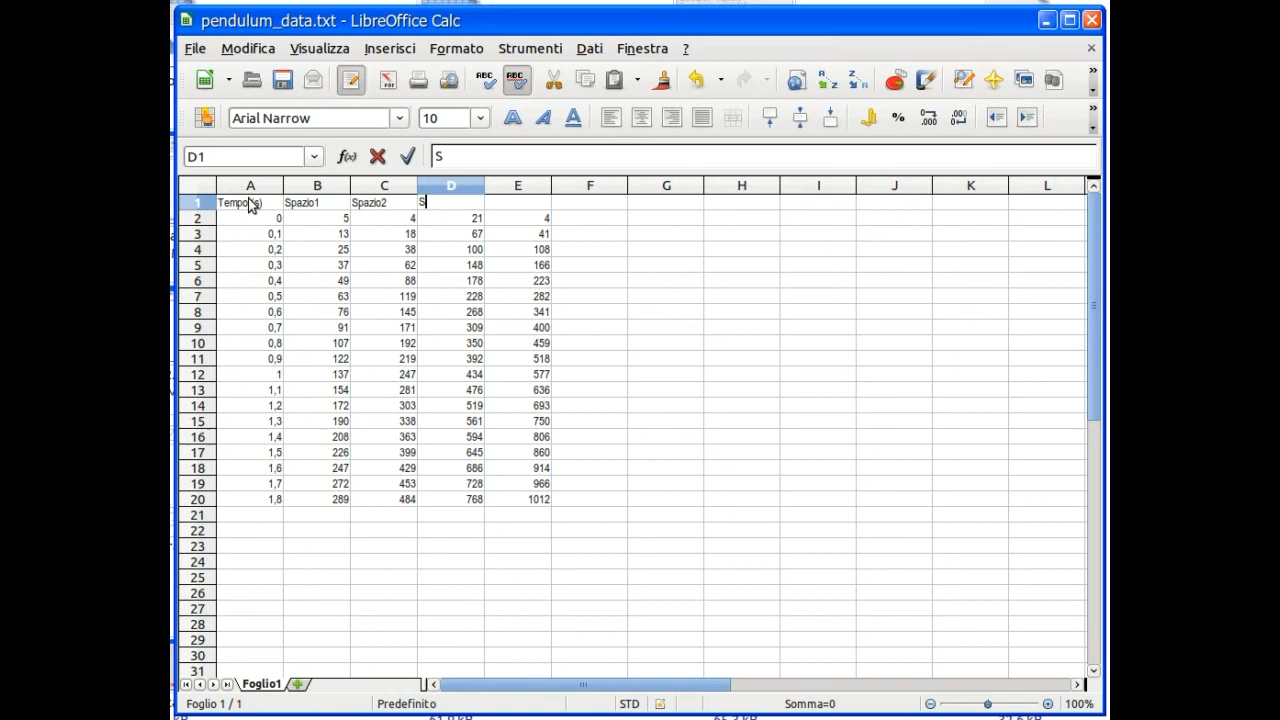 pendulum_data.txt - LibreOffice Calc
File Modifica Visualizza Inserisci Formato Strumenti Dati Finestra ?
Arial Narrow 10
D1 f(x) S
A B C D E F G H I J K L
1 Tempo(s) Spazio1 Spazio2 S
2 0 5 4 21 4
3 0,1 13 18 67 41
4 0,2 25 38 100 108
5 0,3 37 62 148 166
6 0,4 49 88 178 223
7 0,5 63 119 228 282
8 0,6 76 145 268 341
9 0,7 91 171 309 400
10 0,8 107 192 350 459
11 0,9 122 219 392 518
12 1 137 247 434 577
13 1,1 154 281 476 636
14 1,2 172 303 519 693
15 1,3 190 338 561 750
16 1,4 208 363 594 806
17 1,5 226 399 645 860
18 1,6 247 429 686 914
19 1,7 272 453 728 966
20 1,8 289 484 768 1012
21
22
23
24
25
26
27
28
29
30
31
Foglio1
Foglio 1 / 1 Predefinito STD Somma=0 100%